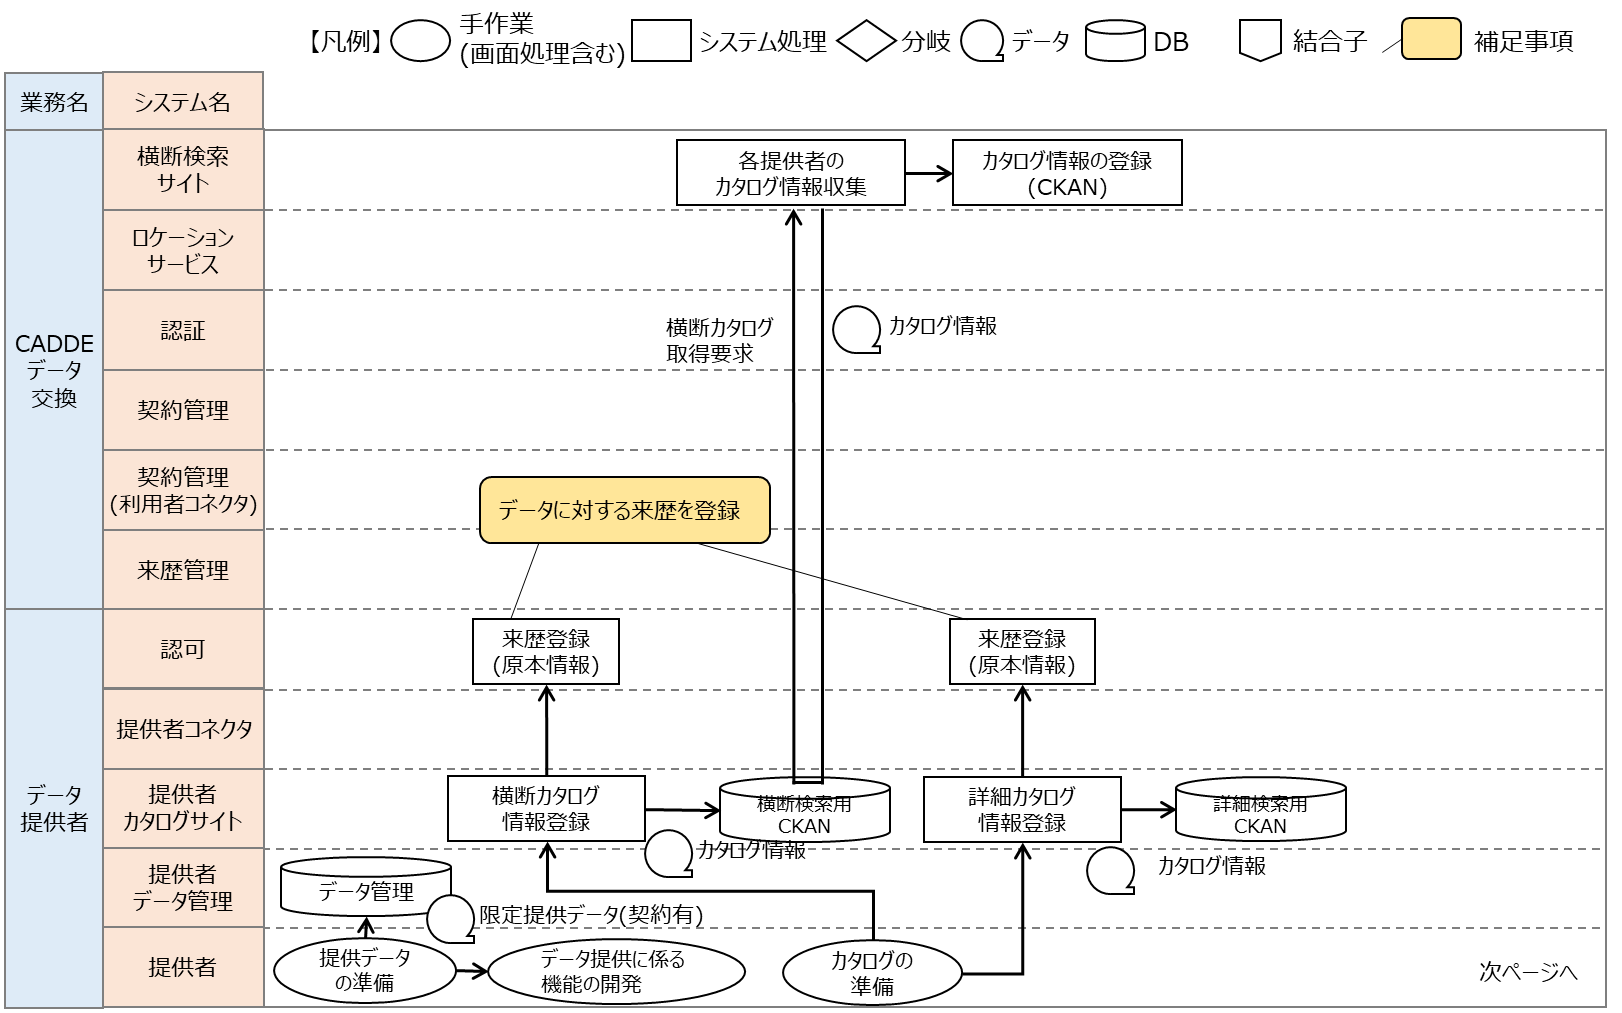 【凡例】
手作業
(画面処理含む)
システム処理
分岐
データ
DB
結合子
補足事項
業務名
システム名
CADDE
データ
交換
横断検索
サイト
各提供者の
カタログ情報収集
カタログ情報の登録
(CKAN)
ロケーション
サービス
認証
横断カタログ
取得要求
カタログ情報
契約管理
契約管理
(利用者コネクタ)
データに対する来歴を登録
来歴管理
データ
提供者
認可
来歴登録
(原本情報)
来歴登録
(原本情報)
提供者コネクタ
提供者
カタログサイト
横断カタログ
情報登録
横断検索用
CKAN
カタログ情報
詳細カタログ
情報登録
詳細検索用
CKAN
カタログ情報
提供者
データ管理
データ管理
限定提供データ(契約有)
提供者
提供データ
の準備
データ提供に係る
機能の開発
カタログの
準備
次ページへ